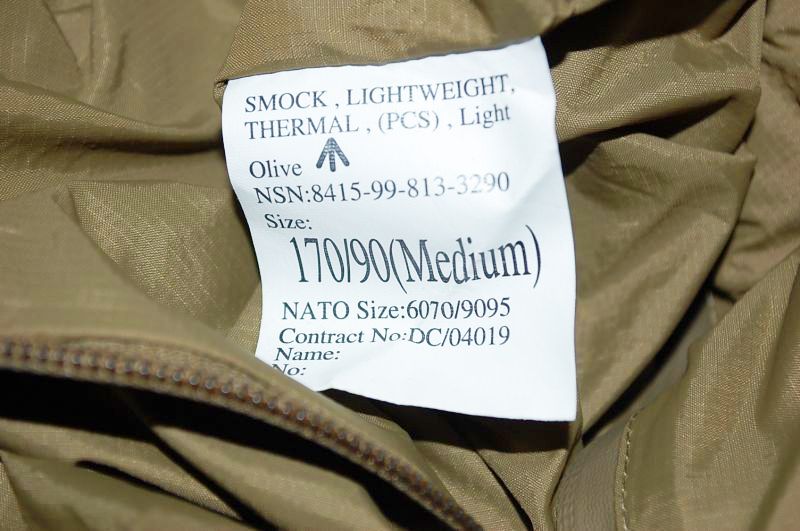 SMOCK , LIGHTWEIGHT,
THERMAL , (PCS) , Light
Olive
NSN:8415-99-813-3290
Size:
170/90(Medium)
NATO Size:6070/9095
Contract No:DC/04019
Name:
No: